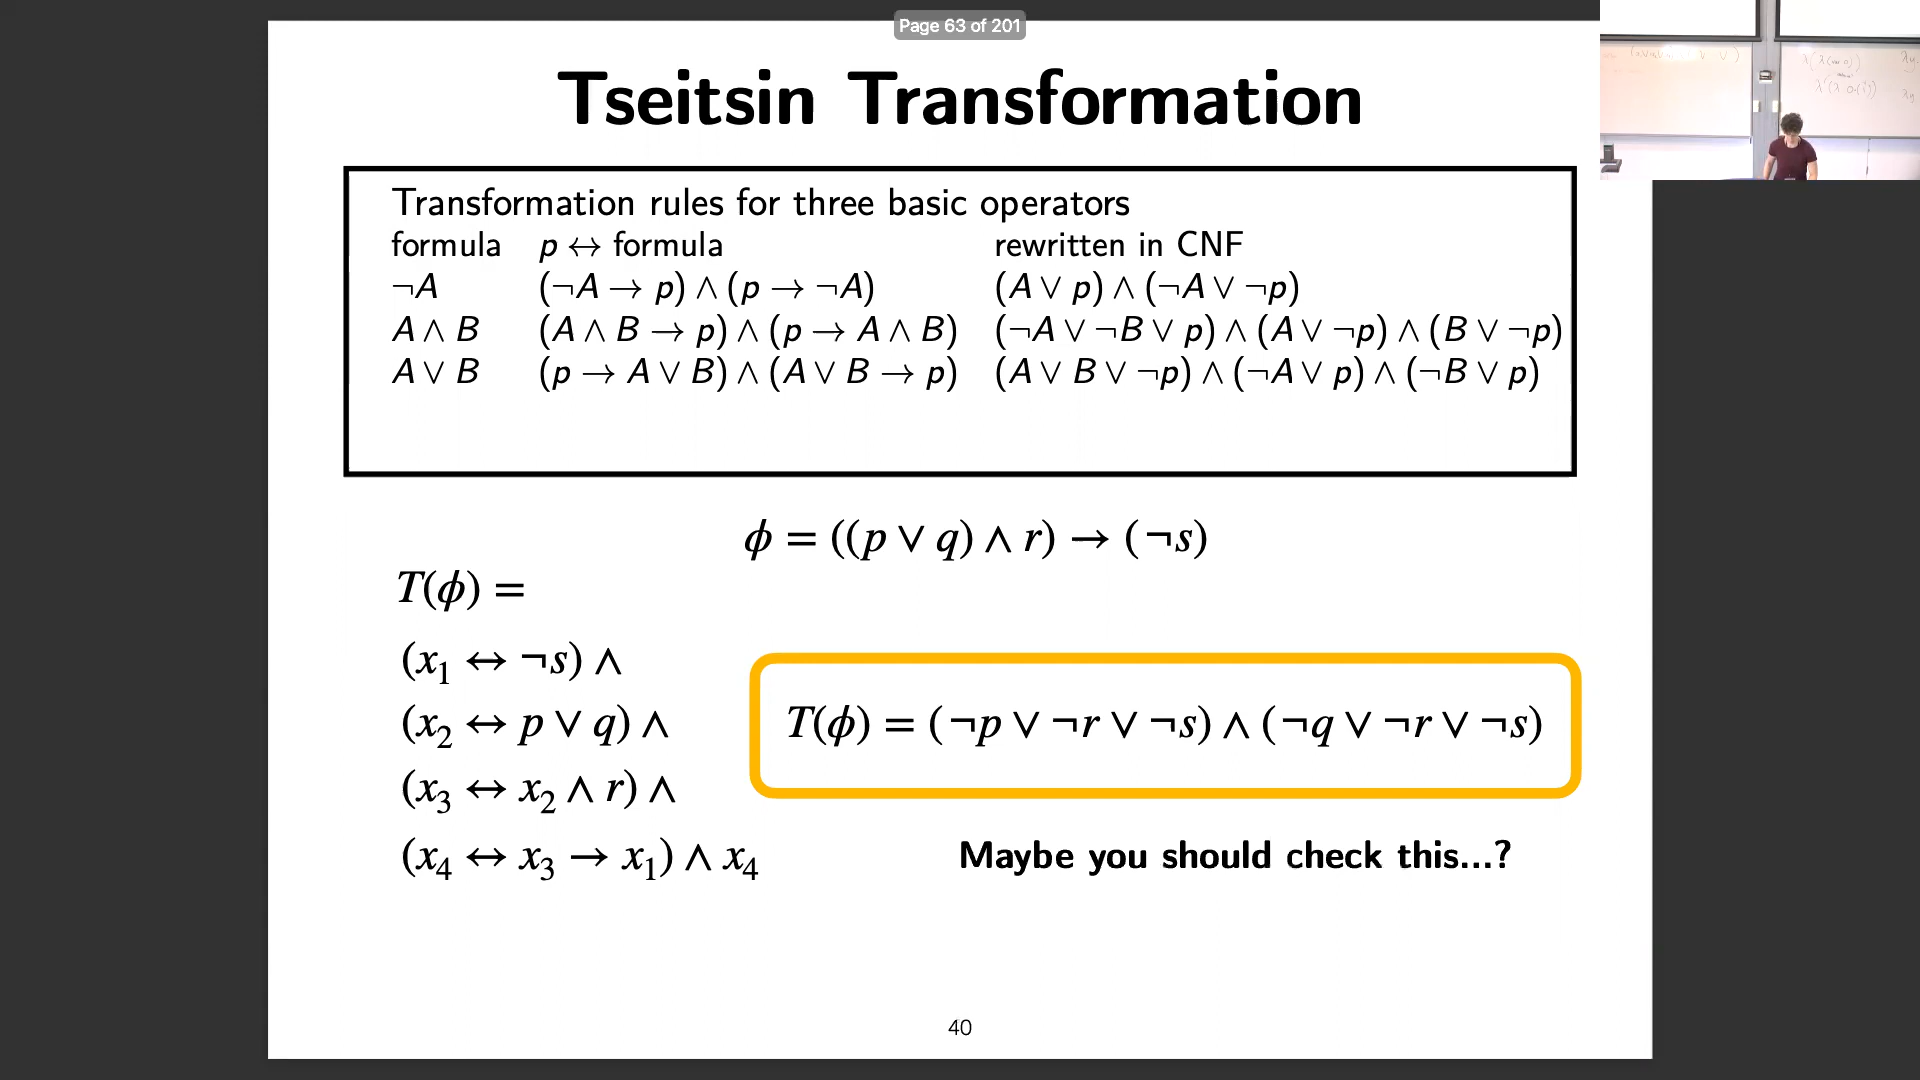 Page 63 of 201
Tseitsin Transformation
Transformation rules for three basic operators
formula p ↔ formula rewritten in CNF
¬A (¬A → p) ∧ (p → ¬A) (A ∨ p) ∧ (¬A ∨ ¬p)
A ∧ B (A ∧ B → p) ∧ (p → A ∧ B) (¬A ∨ ¬B ∨ p) ∧ (A ∨ ¬p) ∧ (B ∨ ¬p)
A ∨ B (p → A ∨ B) ∧ (A ∨ B → p) (A ∨ B ∨ ¬p) ∧ (¬A ∨ p) ∧ (¬B ∨ p)
ϕ = ((p ∨ q) ∧ r) → (¬s)
T(ϕ) =
(x₁ ↔ ¬s) ∧
(x₂ ↔ p ∨ q) ∧
(x₃ ↔ x₂ ∧ r) ∧
(x₄ ↔ x₃ → x₁) ∧ x₄
T(ϕ) = (¬p ∨ ¬r ∨ ¬s) ∧ (¬q ∨ ¬r ∨ ¬s)
Maybe you should check this...?
40